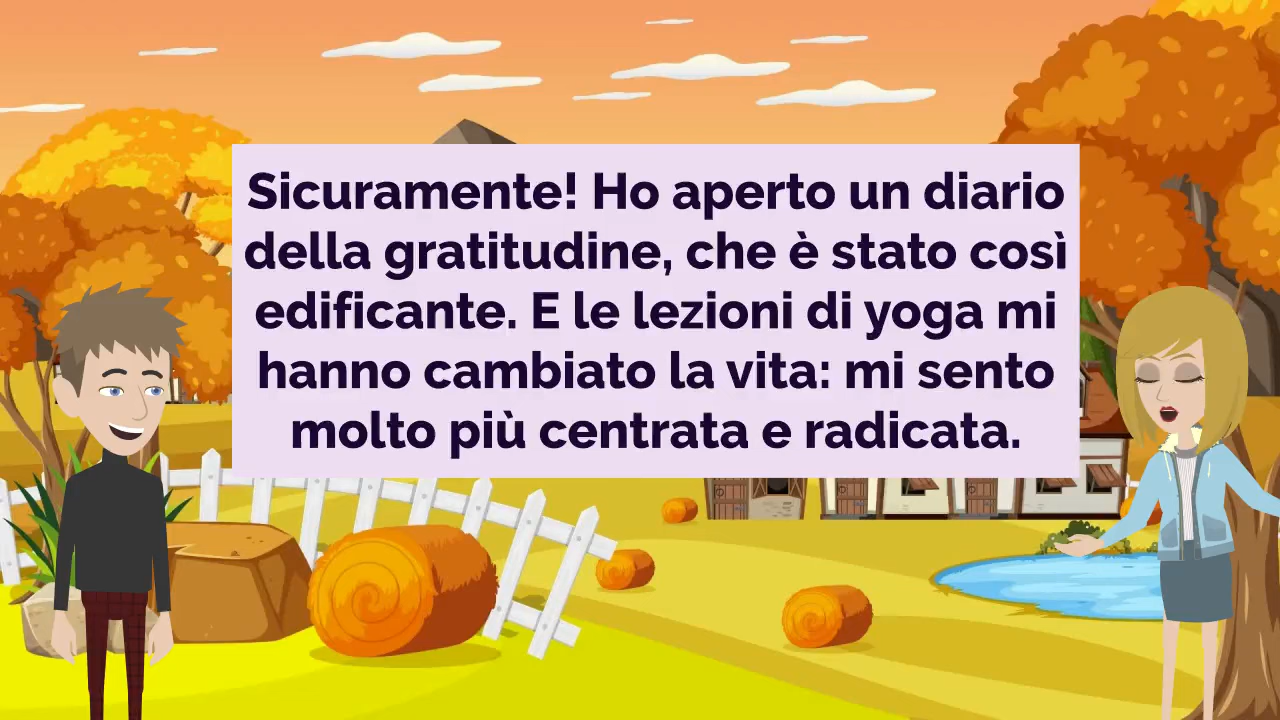 Sicuramente! Ho aperto un diario
della gratitudine, che è stato così
edificante. E le lezioni di yoga mi
hanno cambiato la vita: mi sento
molto più centrata e radicata.